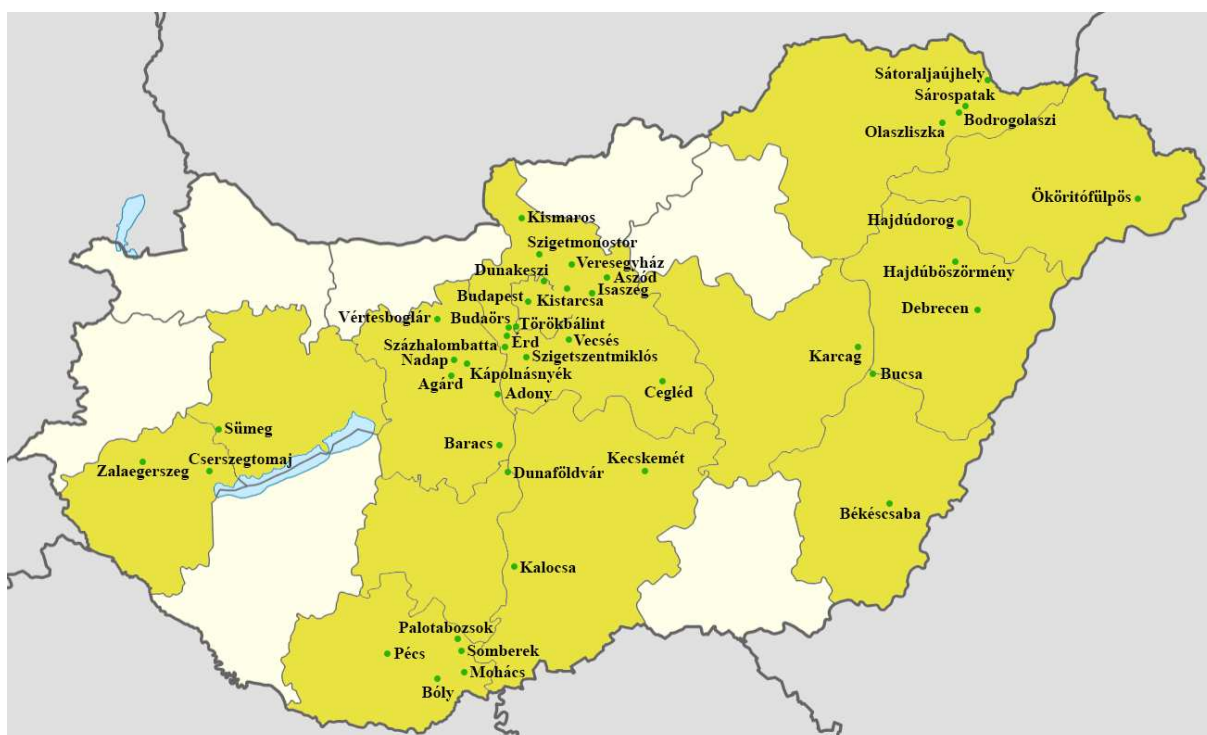 Sátoraljaújhely
Sárospatak
Bodrogolaszi
Olaszliszka
Ököritófülpös
Kismaros
Hajdúdorog
Szigetmonostor
Veresegyház
Hajdúböszörmény
Dunakeszi
Aszód
Isaszeg
Budapest
Kistarcsa
Debrecen
Vértesboglár
Budaörs
Törökbálint
Érd
Vecsés
Százhalombatta
Karcag
Szigetszentmiklós
Nadap
Kápolnásnyék
Bucsa
Agárd
Adony
Cegléd
Sümeg
Baracs
Cserszegtomaj
Kecskemét
Zalaegerszeg
Dunaföldvár
Békéscsaba
Kalocsa
Palotabozsok
Somberek
Pécs
Mohács
Bóly